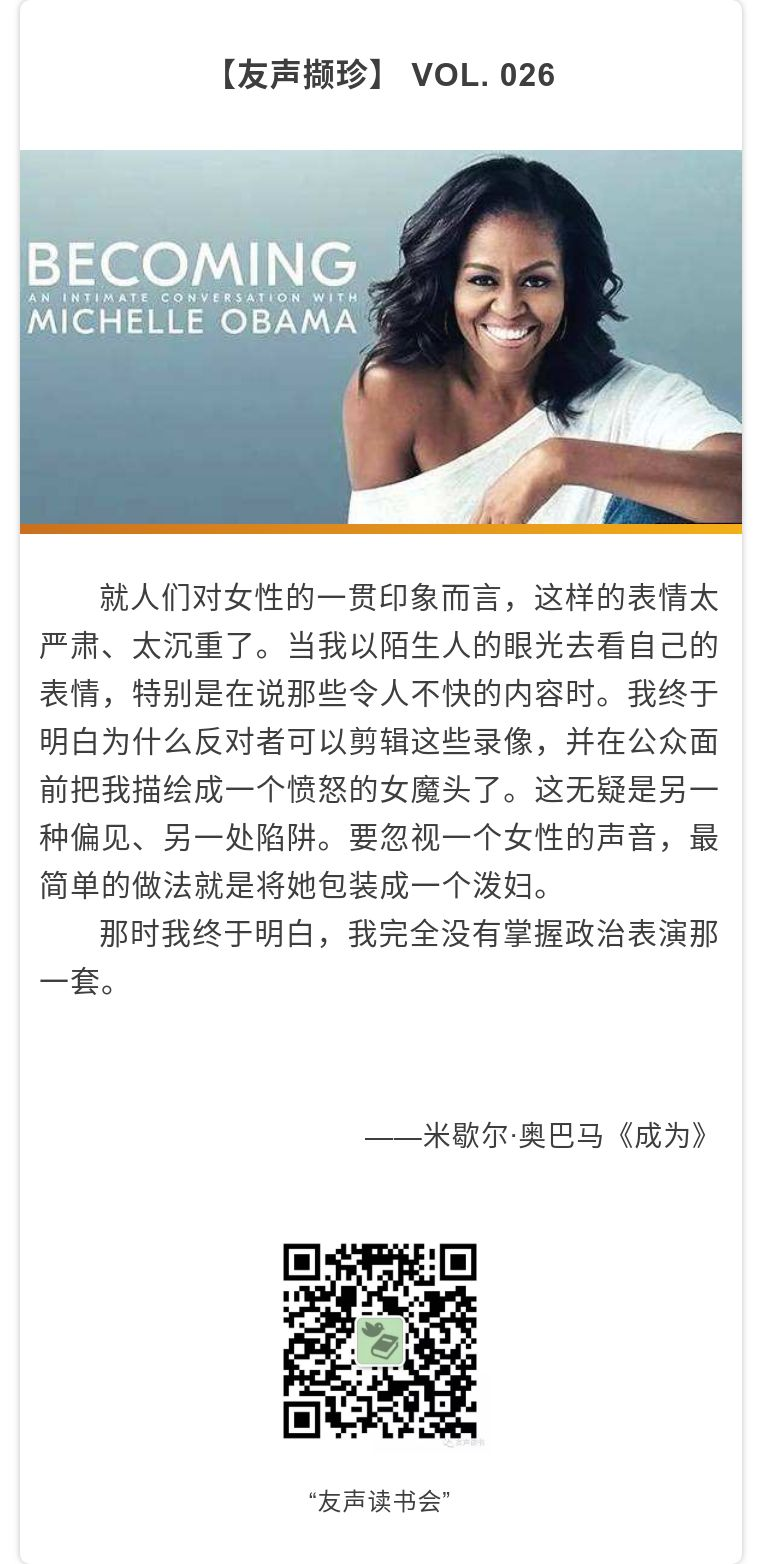 【友声撷珍】 VOL. 026
BECOMING
AN INTIMATE CONVERSATION WITH
MICHELLE OBAMA
就人们对女性的一贯印象而言，这样的表情太
严肃、太沉重了。当我以陌生人的眼光去看自己的
表情，特别是在说那些令人不快的内容时。我终于
明白为什么反对者可以剪辑这些录像，并在公众面
前把我描绘成一个愤怒的女魔头了。这无疑是另一
种偏见、另一处陷阱。要忽视一个女性的声音，最
简单的做法就是将她包装成一个泼妇。
那时我终于明白，我完全没有掌握政治表演那
一套。
——米歇尔·奥巴马《成为》
“友声读书会”